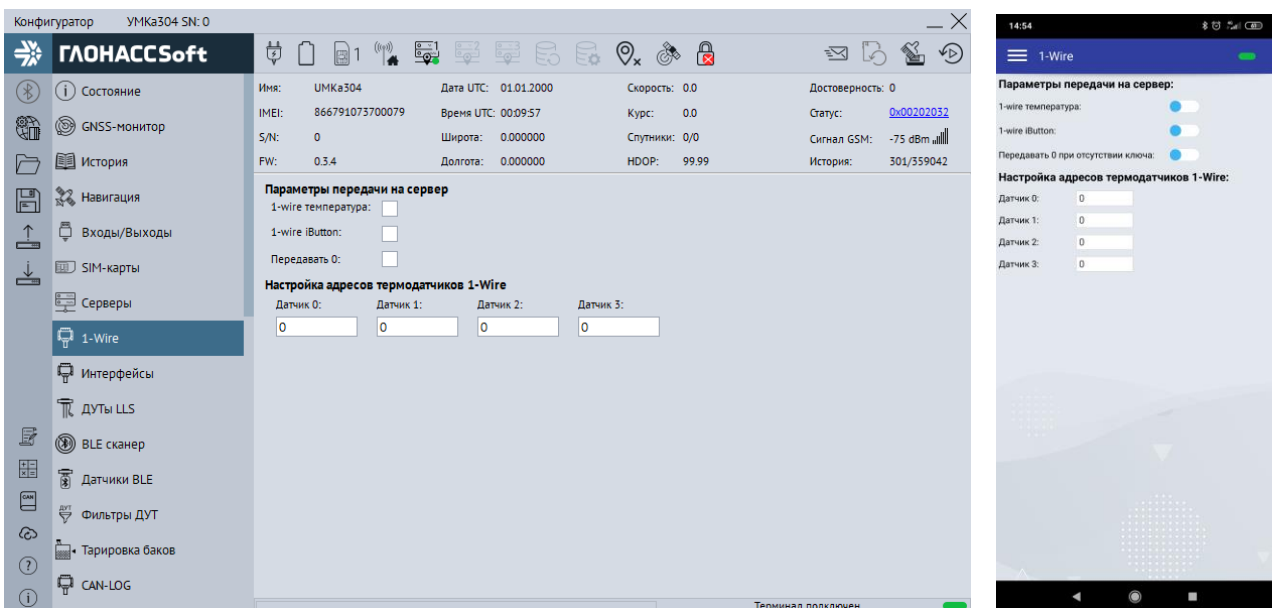 Конфигуратор УМКа304 SN: 0
ГЛОНАССSoft
1
1
2
3
Состояние
GNSS-монитор
История
Навигация
Входы/Выходы
SIM-карты
Серверы
1-Wire
Интерфейсы
ДУТы LLS
BLE сканер
Датчики BLE
Фильтры ДУТ
Тарировка баков
CAN-LOG
CAN
ДУТ
Имя: UMKa304 Дата UTC: 01.01.2000 Скорость: 0.0 Достоверность: 0
IMEI: 866791073700079 Время UTC: 00:09:57 Курс: 0.0 Статус: 0x00202032
S/N: 0 Широта: 0.000000 Спутники: 0/0 Сигнал GSM: -75 dBm
FW: 0.3.4 Долгота: 0.000000 HDOP: 99.99 История: 301/359042
Параметры передачи на сервер
1-wire температура:
1-wire iButton:
Передавать 0:
Настройка адресов термодатчиков 1-Wire
Датчик 0: Датчик 1: Датчик 2: Датчик 3:
0 0 0 0
Терминал подключен
14:54
1-Wire
Параметры передачи на сервер:
1-wire температура:
1-wire iButton:
Передавать 0 при отсутствии ключа:
Настройка адресов термодатчиков 1-Wire:
Датчик 0: 0
Датчик 1: 0
Датчик 2: 0
Датчик 3: 0